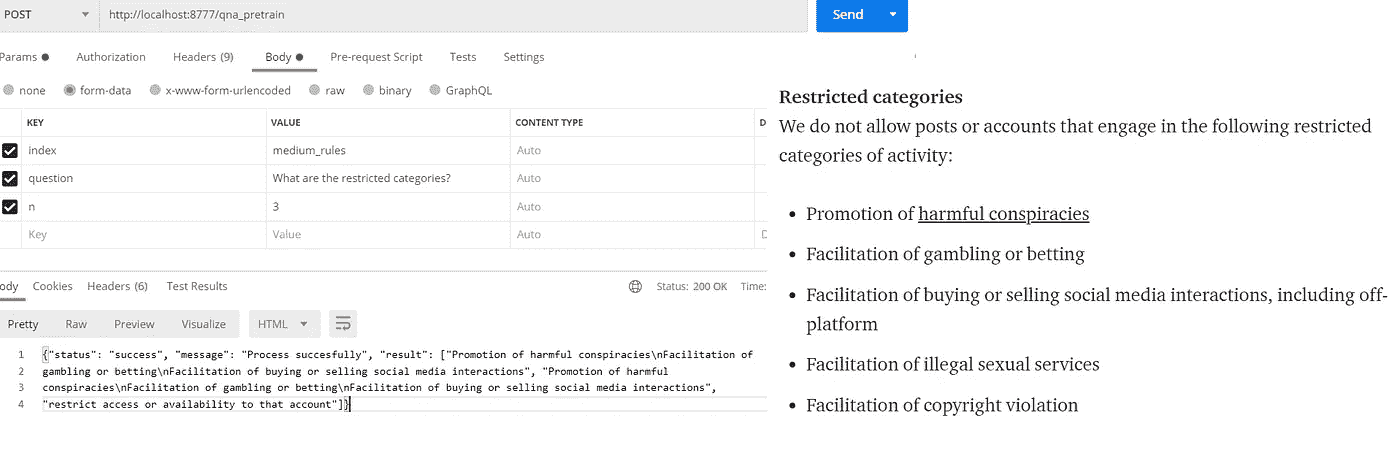 POST http://localhost:8777/qna_pretrain Send
Params Authorization Headers (9) Body Pre-request Script Tests Settings
none form-data x-www-form-urlencoded raw binary GraphQL
KEY VALUE CONTENT TYPE D
index medium_rules Auto
question What are the restricted categories? Auto
n 3 Auto
Key Value Auto D
ody Cookies Headers (6) Test Results Status: 200 OK Time:
Pretty Raw Preview Visualize HTML
1 {"status": "success", "message": "Process succesfully", "result": ["Promotion of harmful conspiracies\nFacilitation of
2 gambling or betting\nFacilitation of buying or selling social media interactions", "Promotion of harmful
3 conspiracies\nFacilitation of gambling or betting\nFacilitation of buying or selling social media interactions",
4 "restrict access or availability to that account"]}
Restricted categories
We do not allow posts or accounts that engage in the following restricted
categories of activity:
• Promotion of harmful conspiracies
• Facilitation of gambling or betting
• Facilitation of buying or selling social media interactions, including off-
platform
• Facilitation of illegal sexual services
• Facilitation of copyright violation